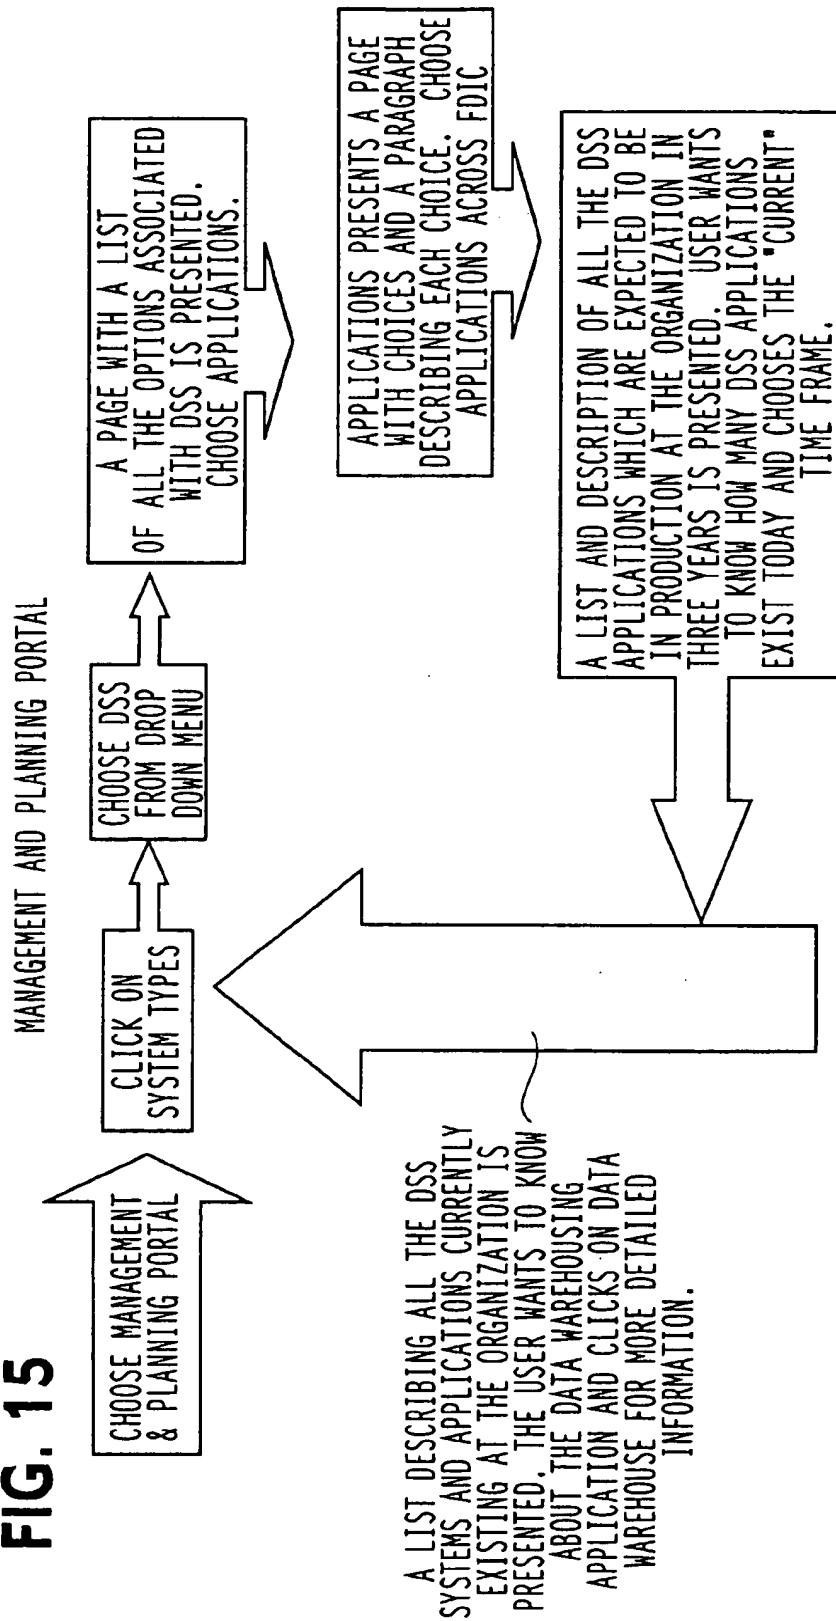 FIG. 15
MANAGEMENT AND PLANNING PORTAL
CHOOSE MANAGEMENT
& PLANNING PORTAL
CLICK ON
SYSTEM TYPES
CHOOSE DSS
FROM DROP
DOWN MENU
A PAGE WITH A LIST
OF ALL THE OPTIONS ASSOCIATED
WITH DSS IS PRESENTED.
CHOOSE APPLICATIONS.
APPLICATIONS PRESENTS A PAGE
WITH CHOICES AND A PARAGRAPH
DESCRIBING EACH CHOICE. CHOOSE
APPLICATIONS ACROSS FDIC
A LIST AND DESCRIPTION OF ALL THE DSS
APPLICATIONS WHICH ARE EXPECTED TO BE
IN PRODUCTION AT THE ORGANIZATION IN
THREE YEARS IS PRESENTED. USER WANTS
TO KNOW HOW MANY DSS APPLICATIONS
EXIST TODAY AND CHOOSES THE "CURRENT"
TIME FRAME.
A LIST DESCRIBING ALL THE DSS
SYSTEMS AND APPLICATIONS CURRENTLY
EXISTING AT THE ORGANIZATION IS
PRESENTED. THE USER WANTS TO KNOW
ABOUT THE DATA WAREHOUSING
APPLICATION AND CLICKS ON DATA
WAREHOUSE FOR MORE DETAILED
INFORMATION.